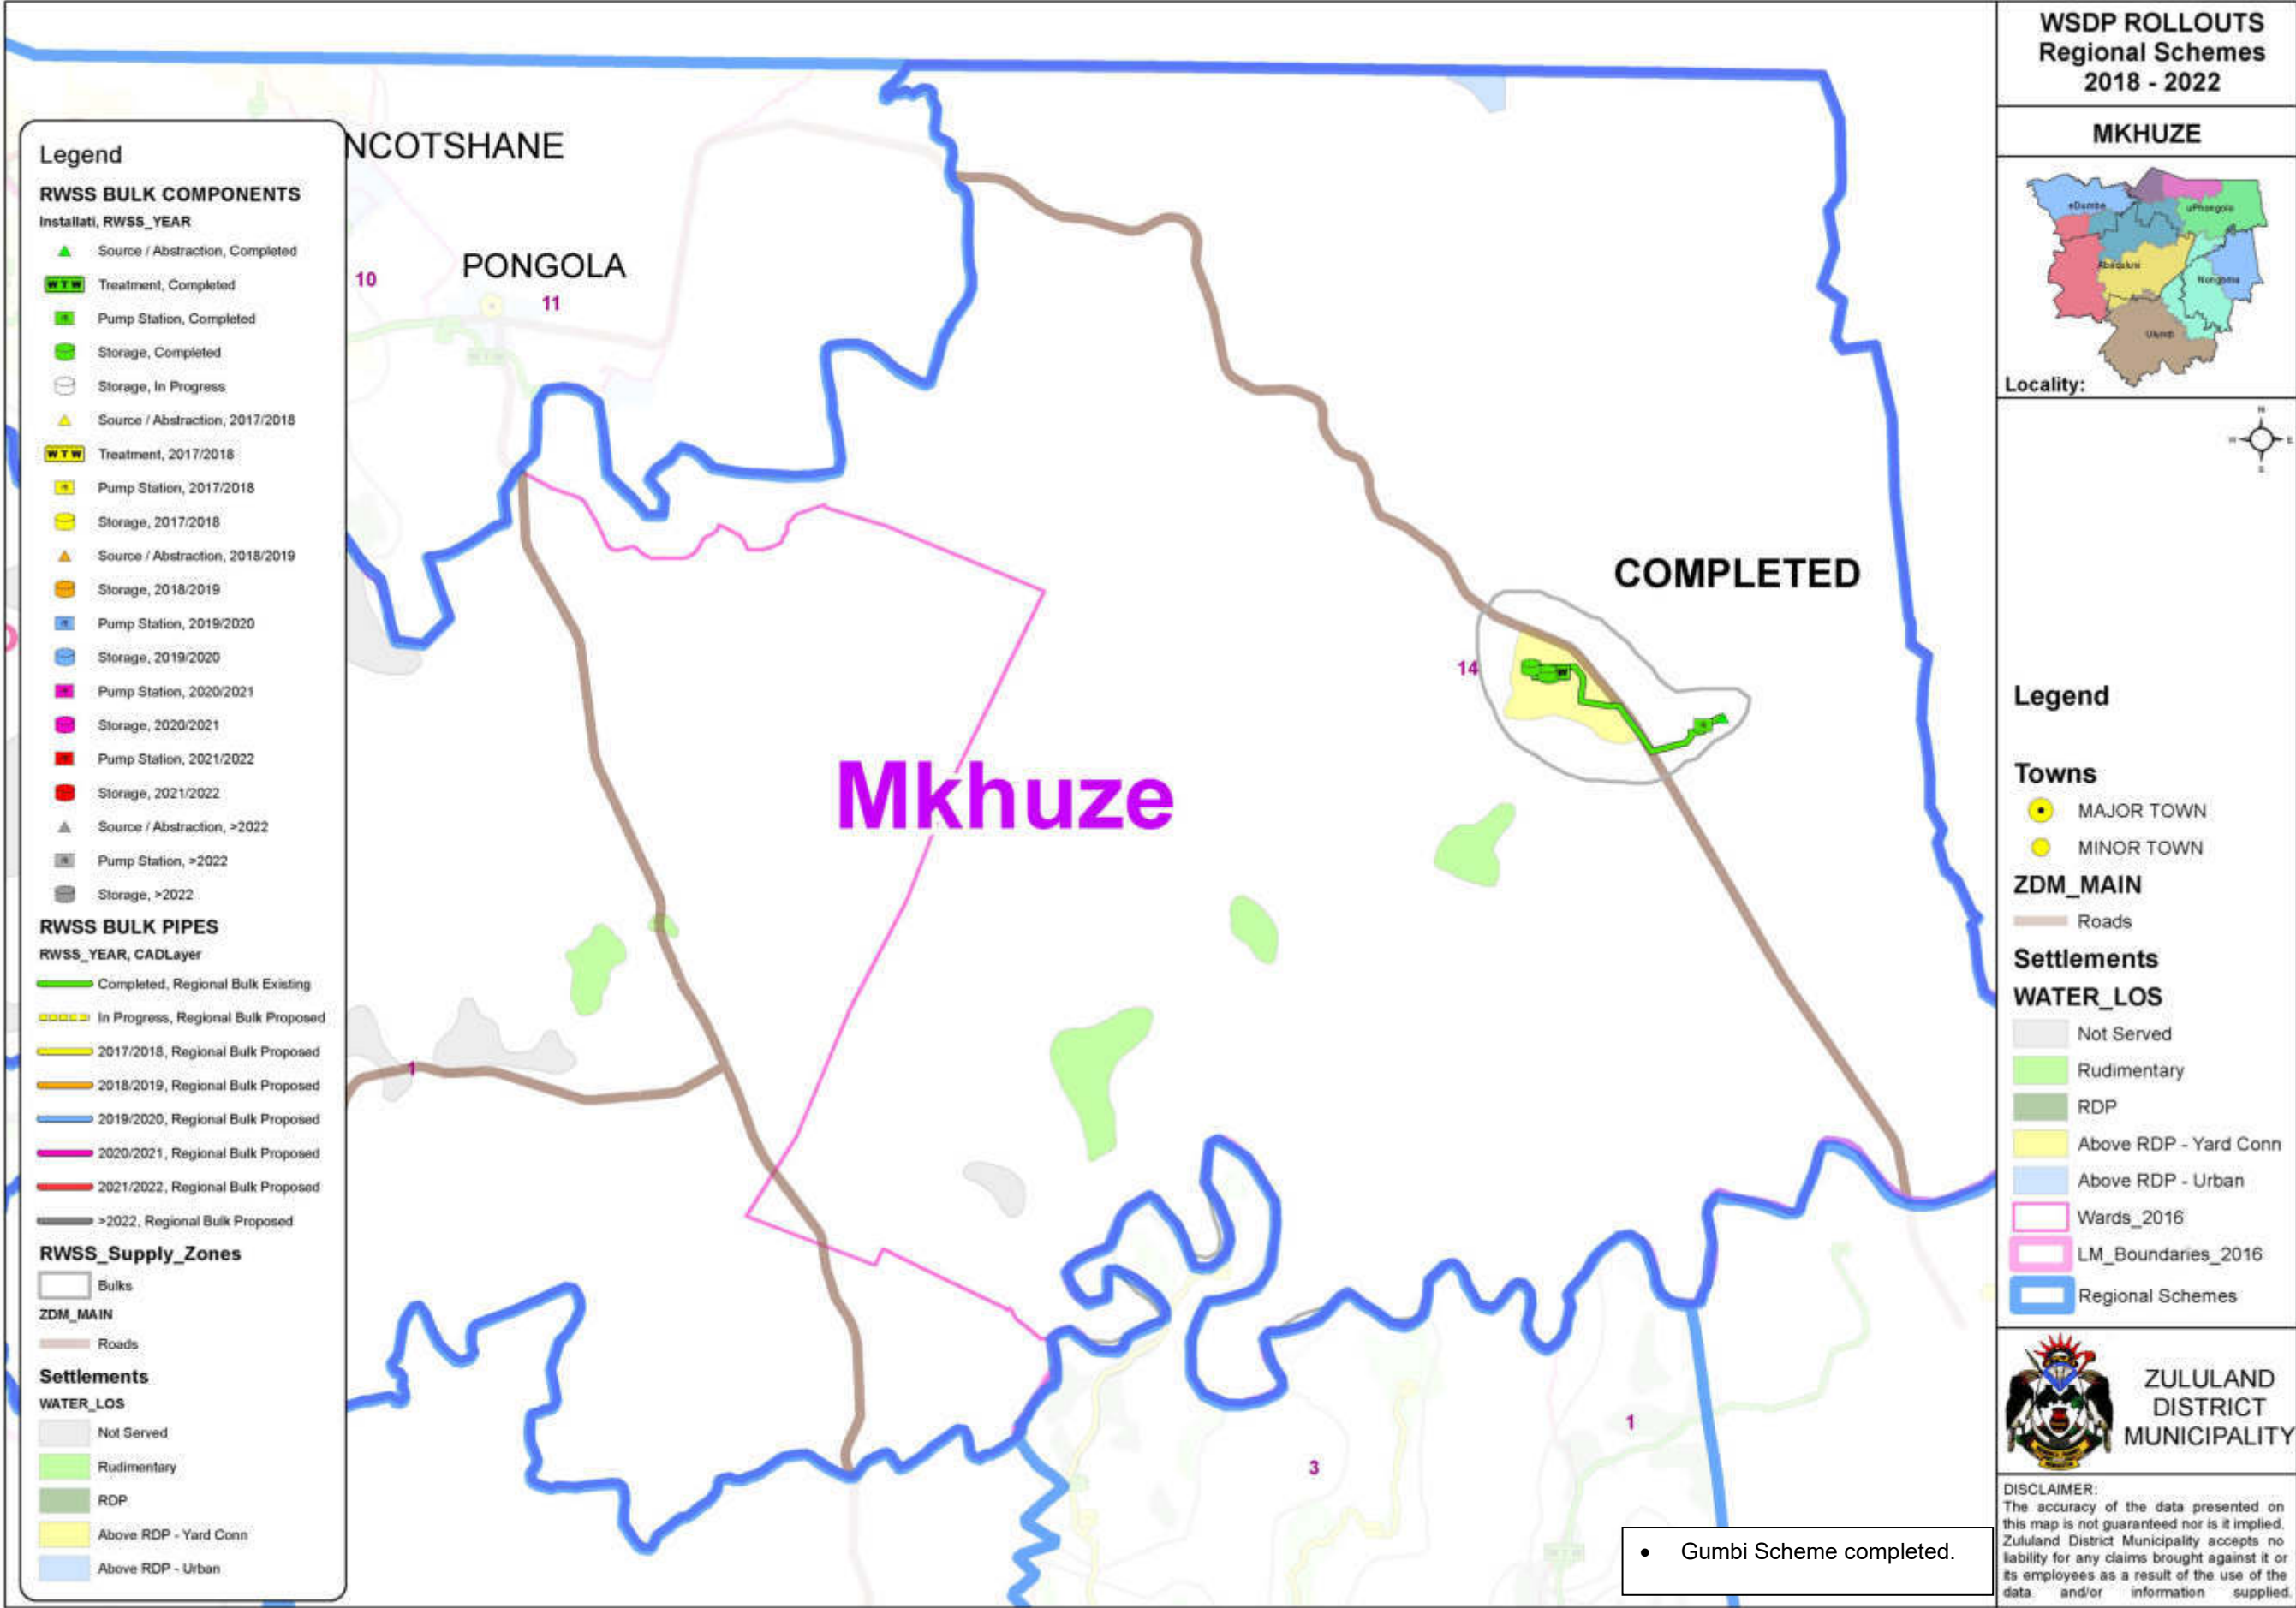 WSDP ROLLOUTS
Regional Schemes
2018 - 2022
MKHUZE
eDumbe
uPhongolo
Abaqulusi
Nongoma
Ulundi
Locality:
N
W
E
S
Legend
RWSS BULK COMPONENTS
Installati, RWSS_YEAR
Source / Abstraction, Completed
WTW Treatment, Completed
Pump Station, Completed
Storage, Completed
Storage, In Progress
Source / Abstraction, 2017/2018
WTW Treatment, 2017/2018
Pump Station, 2017/2018
Storage, 2017/2018
Source / Abstraction, 2018/2019
Storage, 2018/2019
Pump Station, 2019/2020
Storage, 2019/2020
Pump Station, 2020/2021
Storage, 2020/2021
Pump Station, 2021/2022
Storage, 2021/2022
Source / Abstraction, >2022
Pump Station, >2022
Storage, >2022
RWSS BULK PIPES
RWSS_YEAR, CADLayer
Completed, Regional Bulk Existing
In Progress, Regional Bulk Proposed
2017/2018, Regional Bulk Proposed
2018/2019, Regional Bulk Proposed
2019/2020, Regional Bulk Proposed
2020/2021, Regional Bulk Proposed
2021/2022, Regional Bulk Proposed
>2022, Regional Bulk Proposed
RWSS_Supply_Zones
Bulks
ZDM_MAIN
Roads
Settlements
WATER_LOS
Not Served
Rudimentary
RDP
Above RDP - Yard Conn
Above RDP - Urban
NCOTSHANE
PONGOLA
10
11
WTW
COMPLETED
14
W
Mkhuze
1
1
3
WTW
• Gumbi Scheme completed.
Legend
Towns
MAJOR TOWN
MINOR TOWN
ZDM_MAIN
Roads
Settlements
WATER_LOS
Not Served
Rudimentary
RDP
Above RDP - Yard Conn
Above RDP - Urban
Wards_2016
LM_Boundaries_2016
Regional Schemes
ZULULAND
DISTRICT
MUNICIPALITY
DISCLAIMER:
The accuracy of the data presented on
this map is not guaranteed nor is it implied.
Zululand District Municipality accepts no
liability for any claims brought against it or
its employees as a result of the use of the
data and/or information supplied.